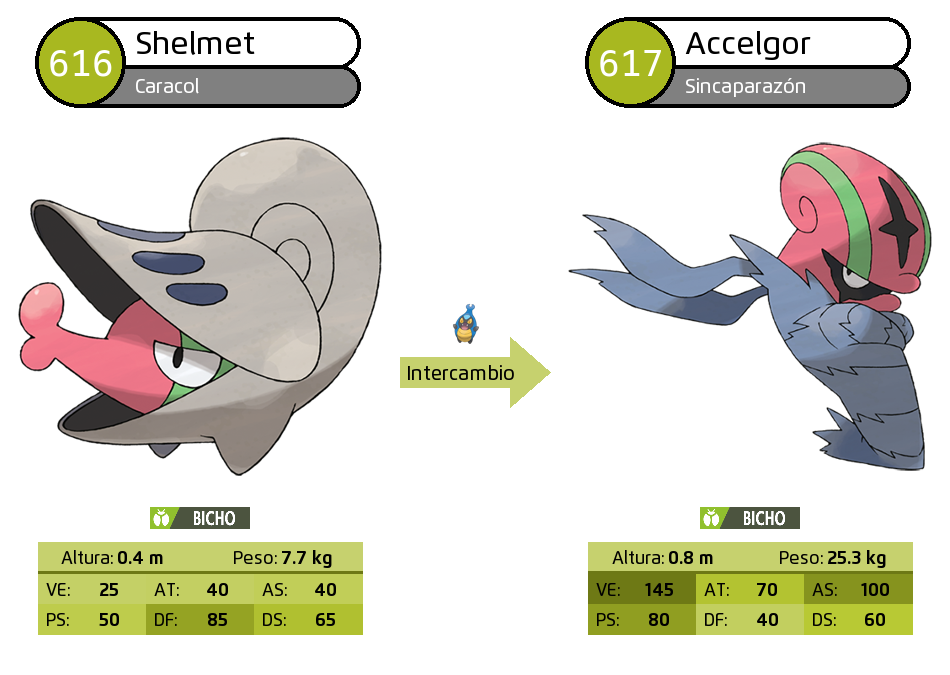 616
Shelmet
Caracol
617
Accelgor
Sincaparazón
Intercambio
BICHO
Altura: 0.4 m Peso: 7.7 kg
VE: 25 AT: 40 AS: 40
PS: 50 DF: 85 DS: 65
BICHO
Altura: 0.8 m Peso: 25.3 kg
VE: 145 AT: 70 AS: 100
PS: 80 DF: 40 DS: 60